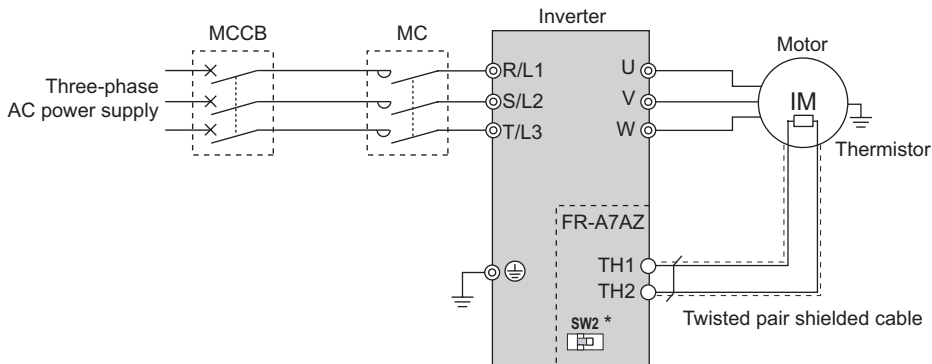 Inverter
MCCB
MC
Motor
Three-phase
AC power supply
R/L1
S/L2
T/L3
U
V
W
IM
Thermistor
FR-A7AZ
TH1
TH2
SW2 *
Twisted pair shielded cable